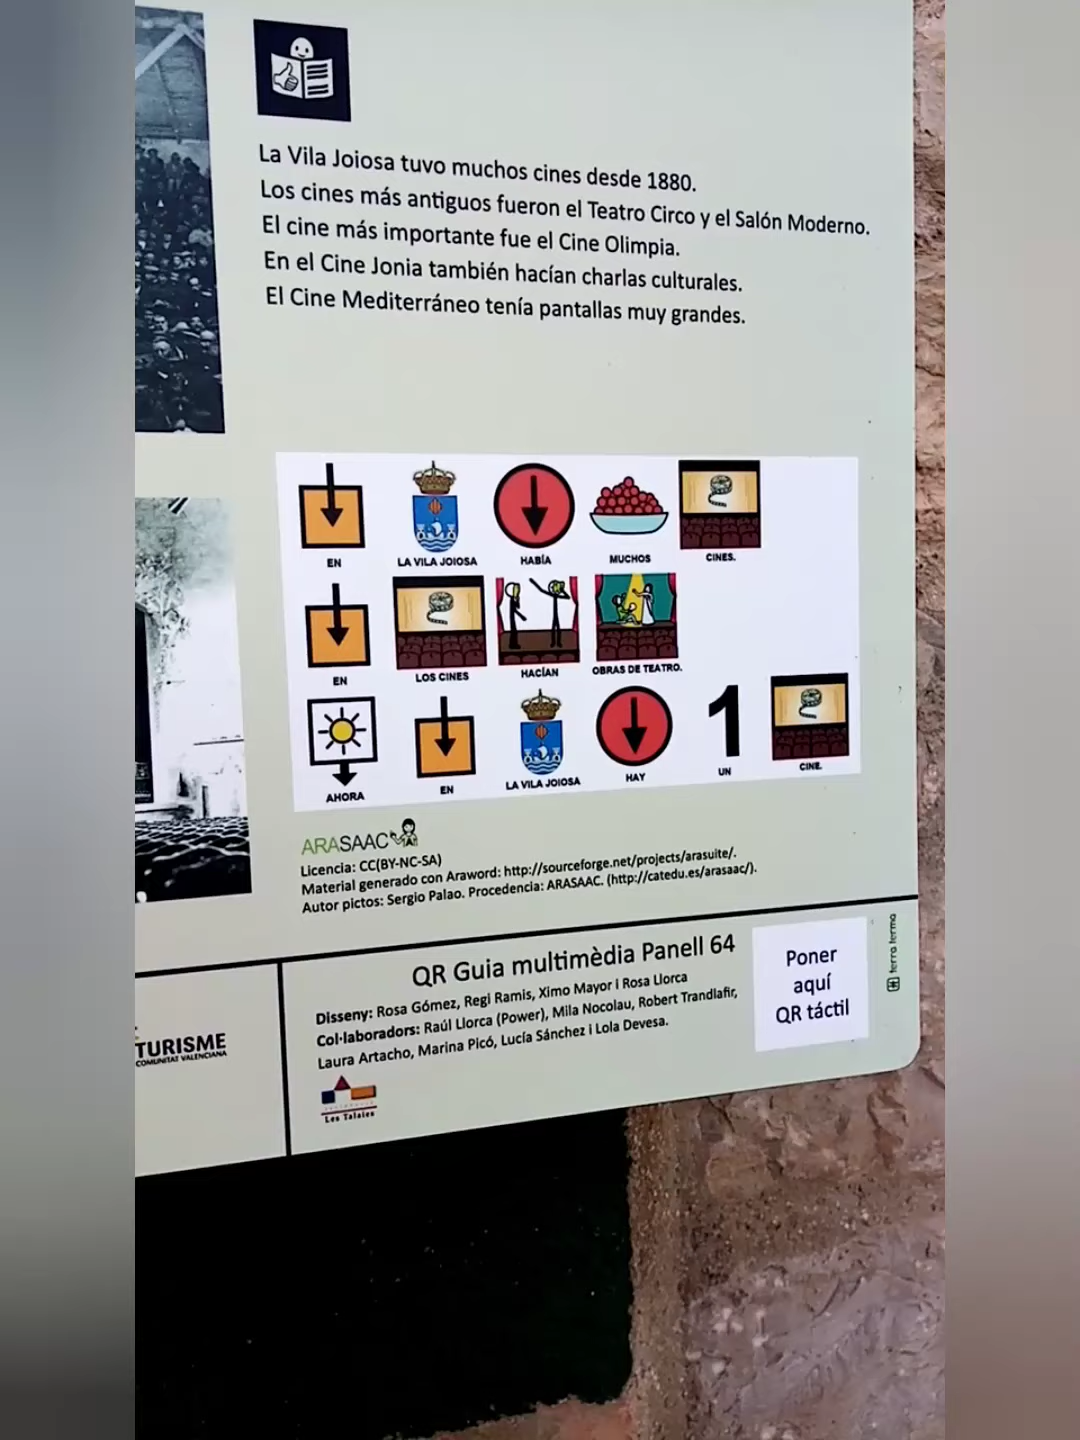 La Vila Joiosa tuvo muchos cines desde 1880.
Los cines más antiguos fueron el Teatro Circo y el Salón Moderno.
El cine más importante fue el Cine Olimpia.
En el Cine Jonia también hacían charlas culturales.
El Cine Mediterráneo tenía pantallas muy grandes.
EN LA VILA JOIOSA HABÍA MUCHOS CINES.
EN LOS CINES HACÍAN OBRAS DE TEATRO.
AHORA EN LA VILA JOIOSA HAY 1 UN CINE.
ARASAAC
Licencia: CC(BY-NC-SA)
Material generado con Araword: http://sourceforge.net/projects/arasuite/.
Autor pictos: Sergio Palao. Procedencia: ARASAAC. (http://catedu.es/arasaac/).
TURISME
COMUNITAT VALENCIANA
QR Guia multimèdia Panell 64
Disseny: Rosa Gómez, Regi Ramis, Ximo Mayor i Rosa Llorca
Col·laboradors: Raúl Llorca (Power), Mila Nocolau, Robert Trandlafir,
Laura Artacho, Marina Picó, Lucía Sánchez i Lola Devesa.
Les Talaies
Poner
aquí
QR táctil
terra ferma